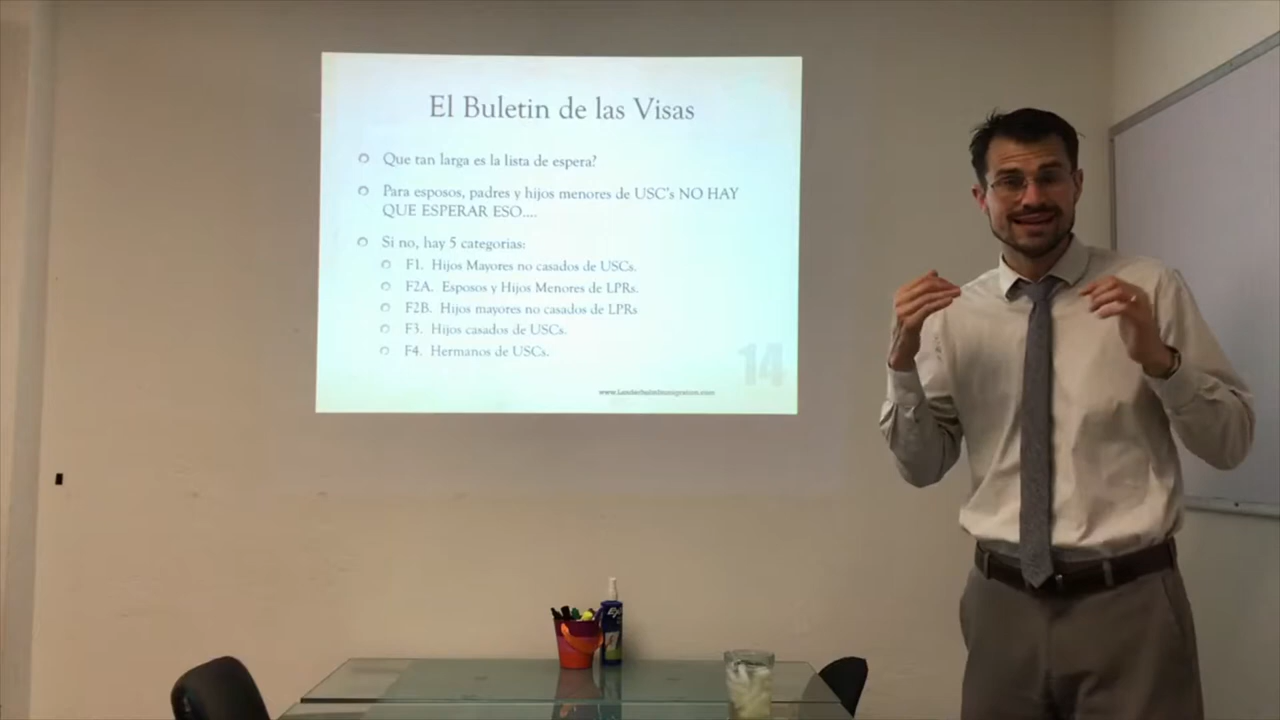 El Buletin de las Visas
Que tan larga es la lista de espera?
Para esposos, padres y hijos menores de USC's NO HAY
QUE ESPERAR ESO....
Si no, hay 5 categorias:
F1. Hijos Mayores no casados de USCs.
F2A. Esposos y Hijos Menores de LPRs.
F2B. Hijos mayores no casados de LPRs
F3. Hijos casados de USCs.
F4. Hermanos de USCs.
14